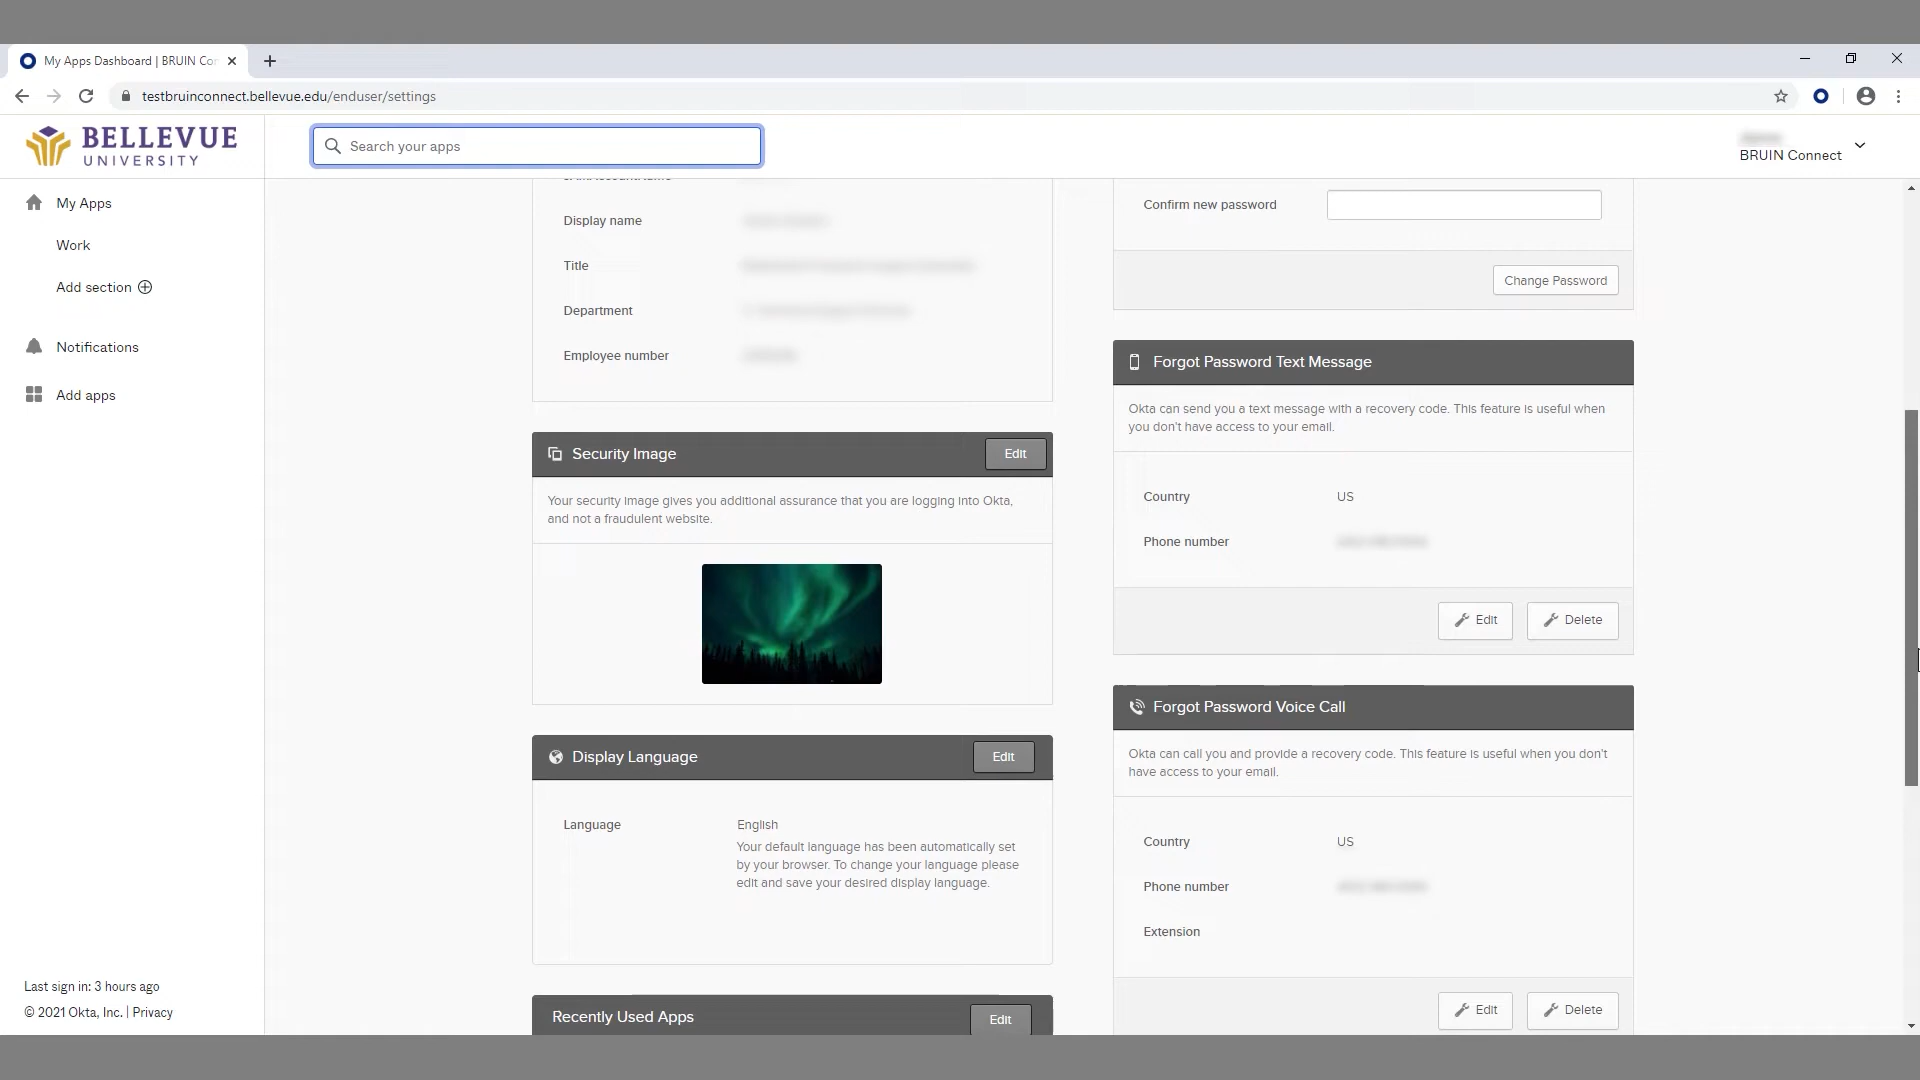 My Apps Dashboard | BRUIN Co
testbruinconnect.bellevue.edu/enduser/settings
BELLEVUE
UNIVERSITY
Search your apps
BRUIN Connect
My Apps
Work
Add section
Notifications
Add apps
Last sign in: 3 hours ago
© 2021 Okta, Inc. | Privacy
Display name
Title
Department
Employee number
Security Image
Edit
Your security image gives you additional assurance that you are logging into Okta,
and not a fraudulent website.
Display Language
Edit
Language
English
Your default language has been automatically set
by your browser. To change your language please
edit and save your desired display language.
Recently Used Apps
Edit
Confirm new password
Change Password
Forgot Password Text Message
Okta can send you a text message with a recovery code. This feature is useful when
you don't have access to your email.
Country
US
Phone number
Edit
Delete
Forgot Password Voice Call
Okta can call you and provide a recovery code. This feature is useful when you don't
have access to your email.
Country
US
Phone number
Extension
Edit
Delete